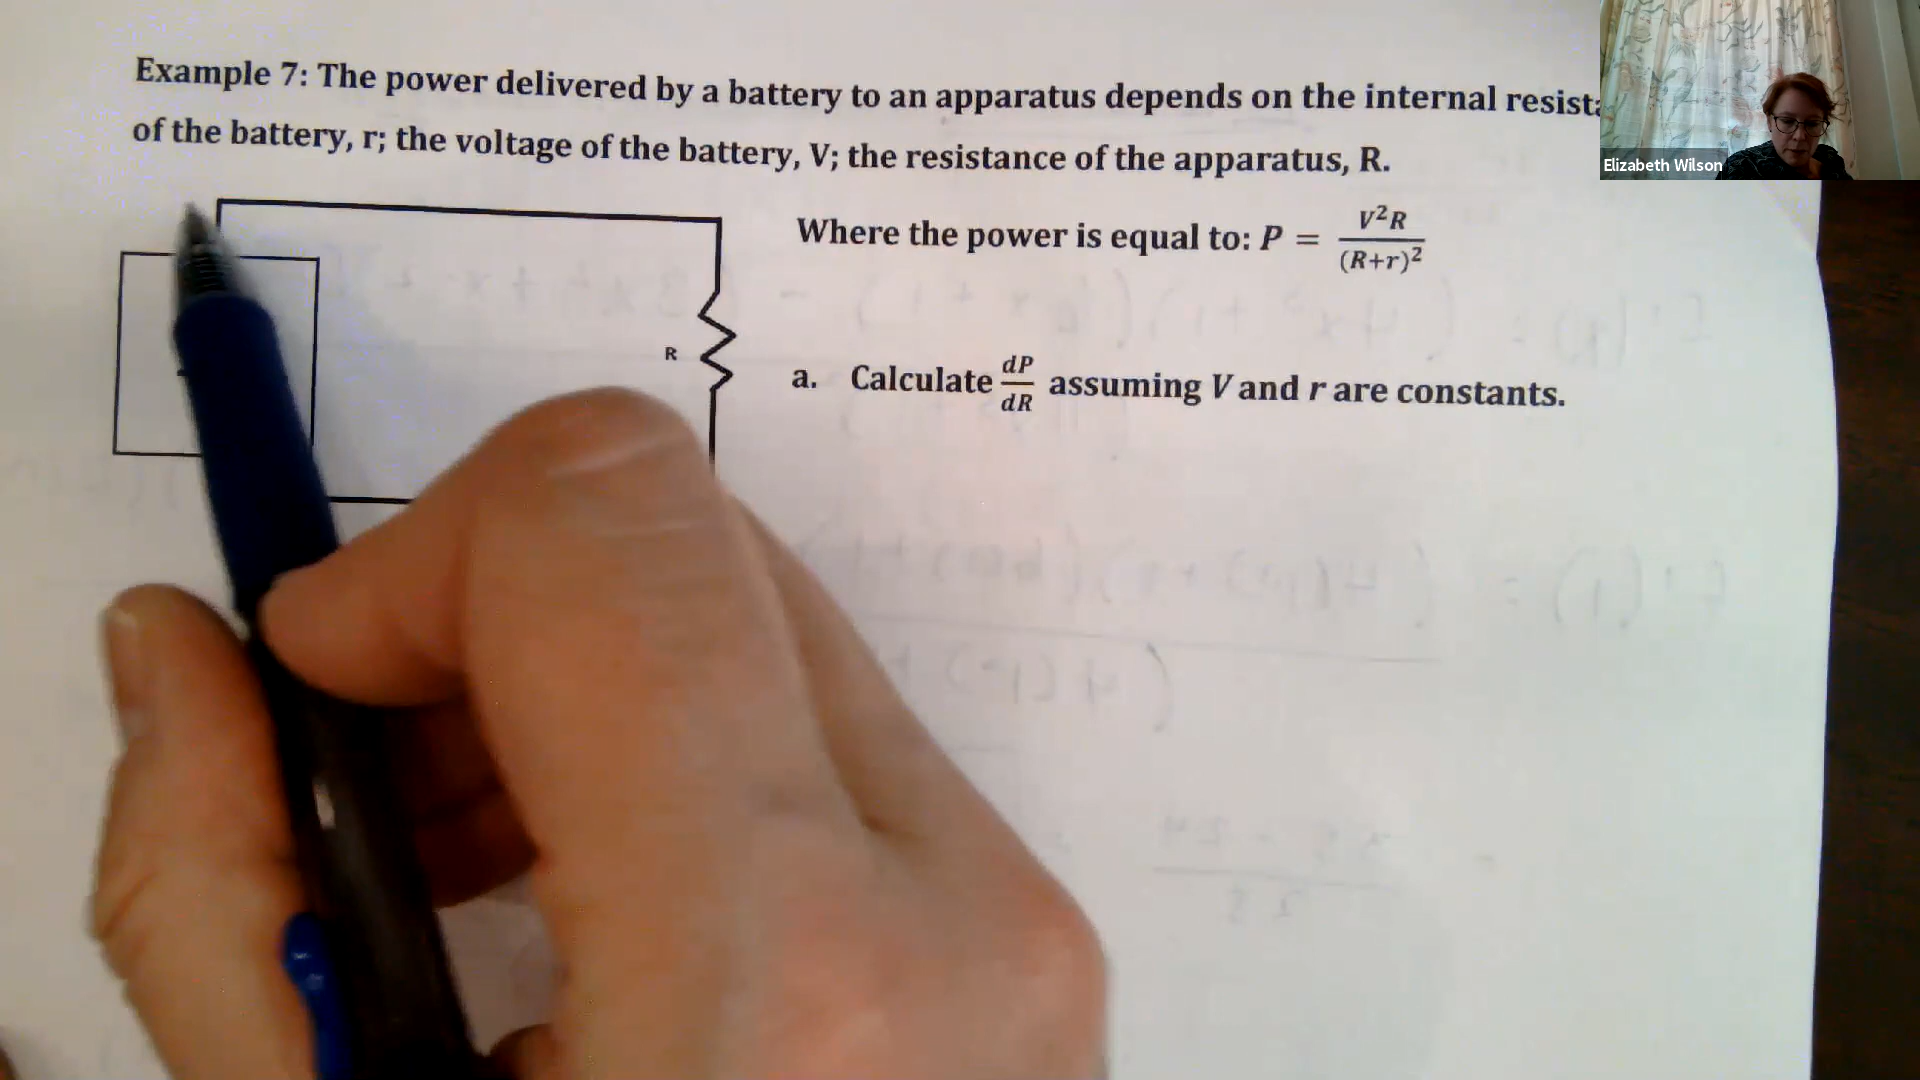 Example 7: The power delivered by a battery to an apparatus depends on the internal
of the battery, r; the voltage of the battery, V; the resistance of the apparatus, R.
Elizabeth Wilson
Where the power is equal to: P = V²R / (R+r)²
R
a. Calculate dP/dR assuming V and r are constants.